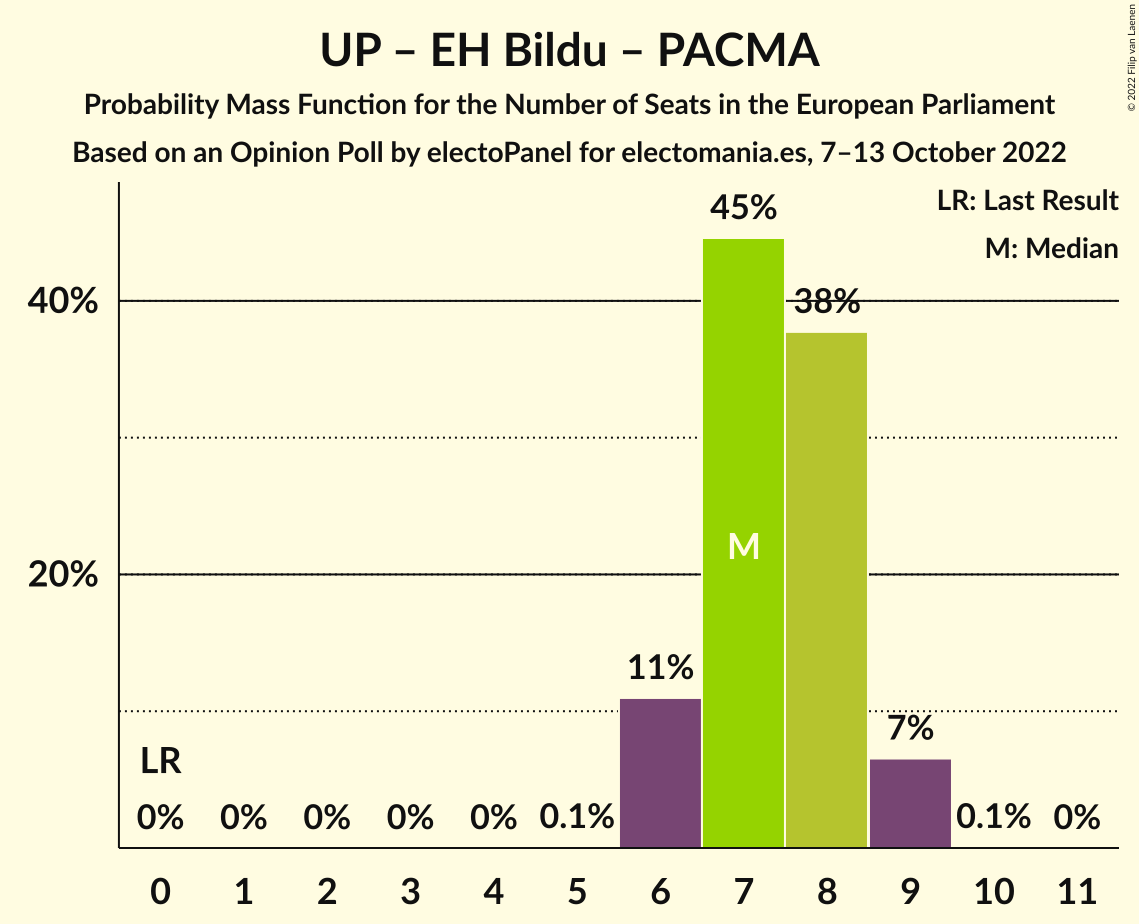 UP – EH Bildu – PACMA
Probability Mass Function for the Number of Seats in the European Parliament
Based on an Opinion Poll by electoPanel for electomania.es, 7–13 October 2022
© 2022 Filip van Laenen
LR: Last Result
M: Median
45%
40%
38%
M
20%
11%
7%
LR
0% 0% 0% 0% 0% 0.1% 0.1% 0%
0 1 2 3 4 5 6 7 8 9 10 11